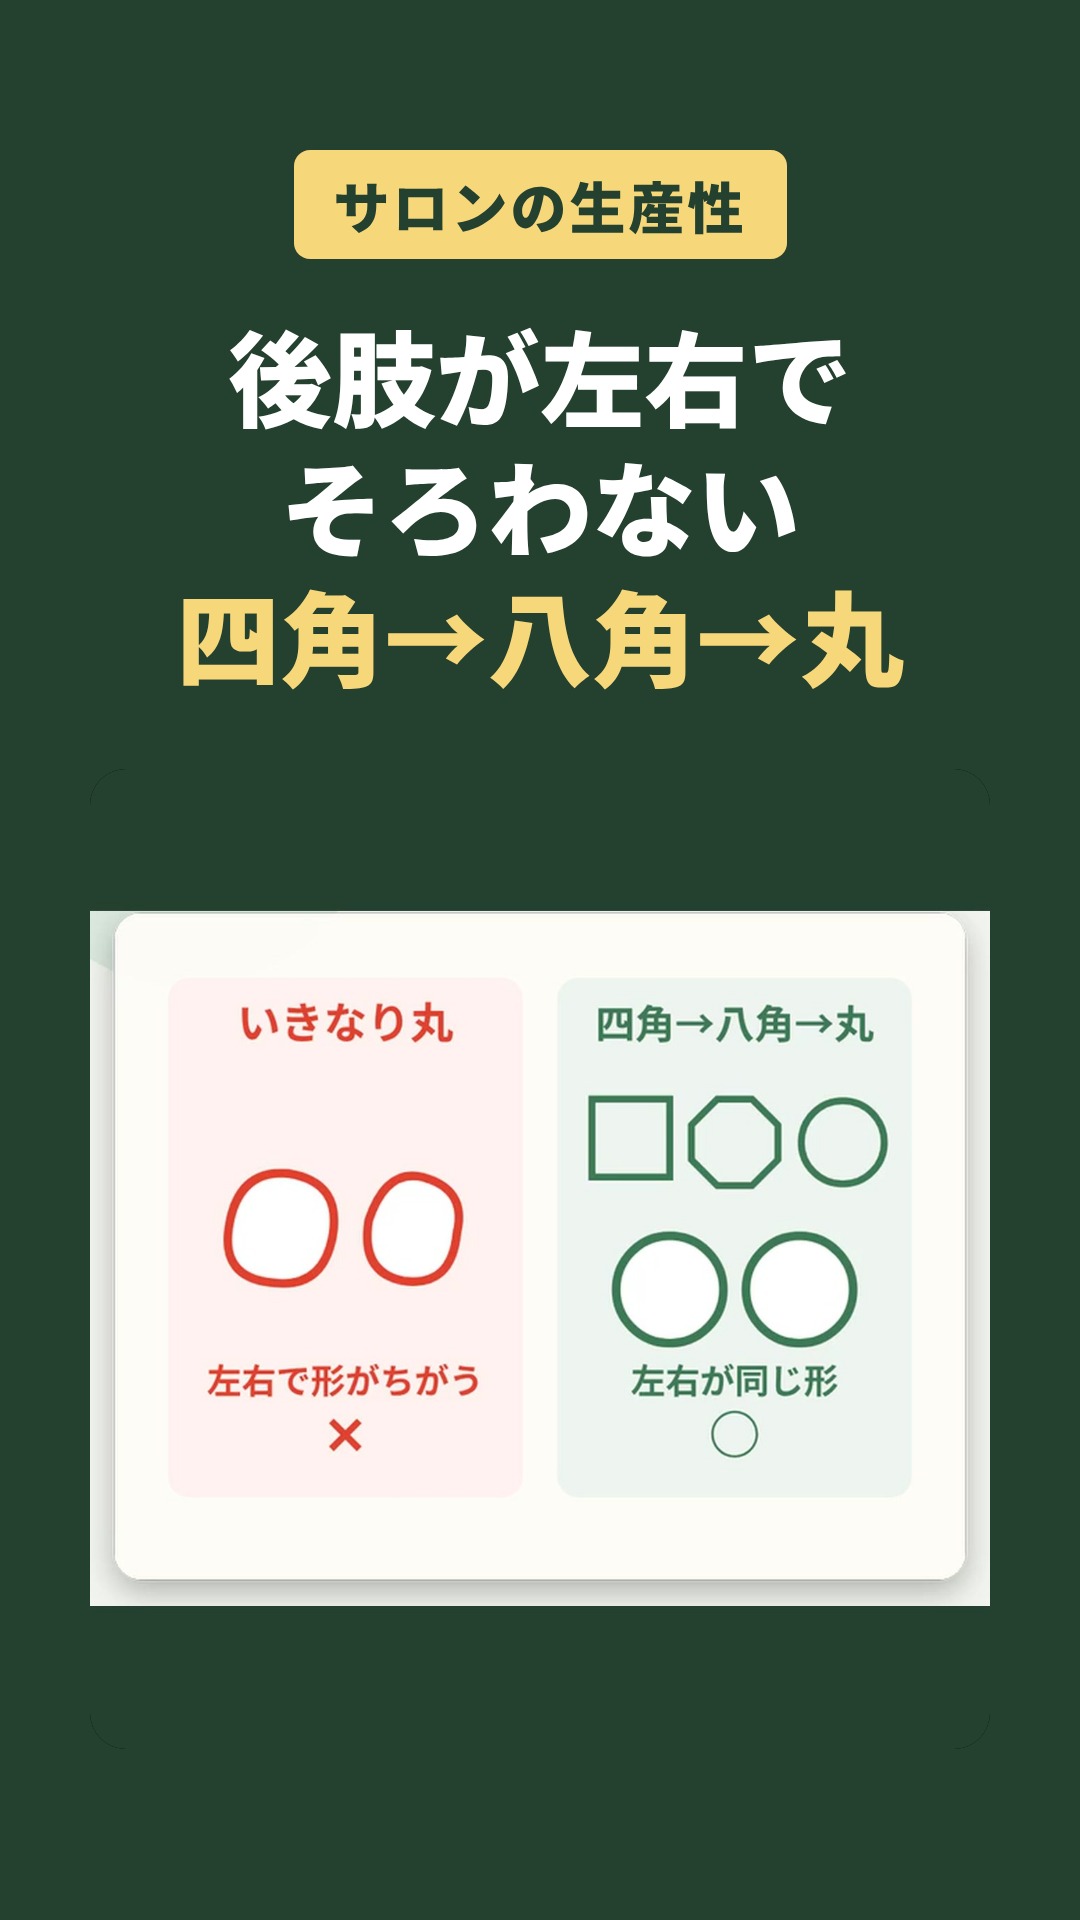 サロンの生産性
後肢が左右で
そろわない
四角→八角→丸
いきなり丸
左右で形がちがう
×
四角→八角→丸
左右が同じ形
○